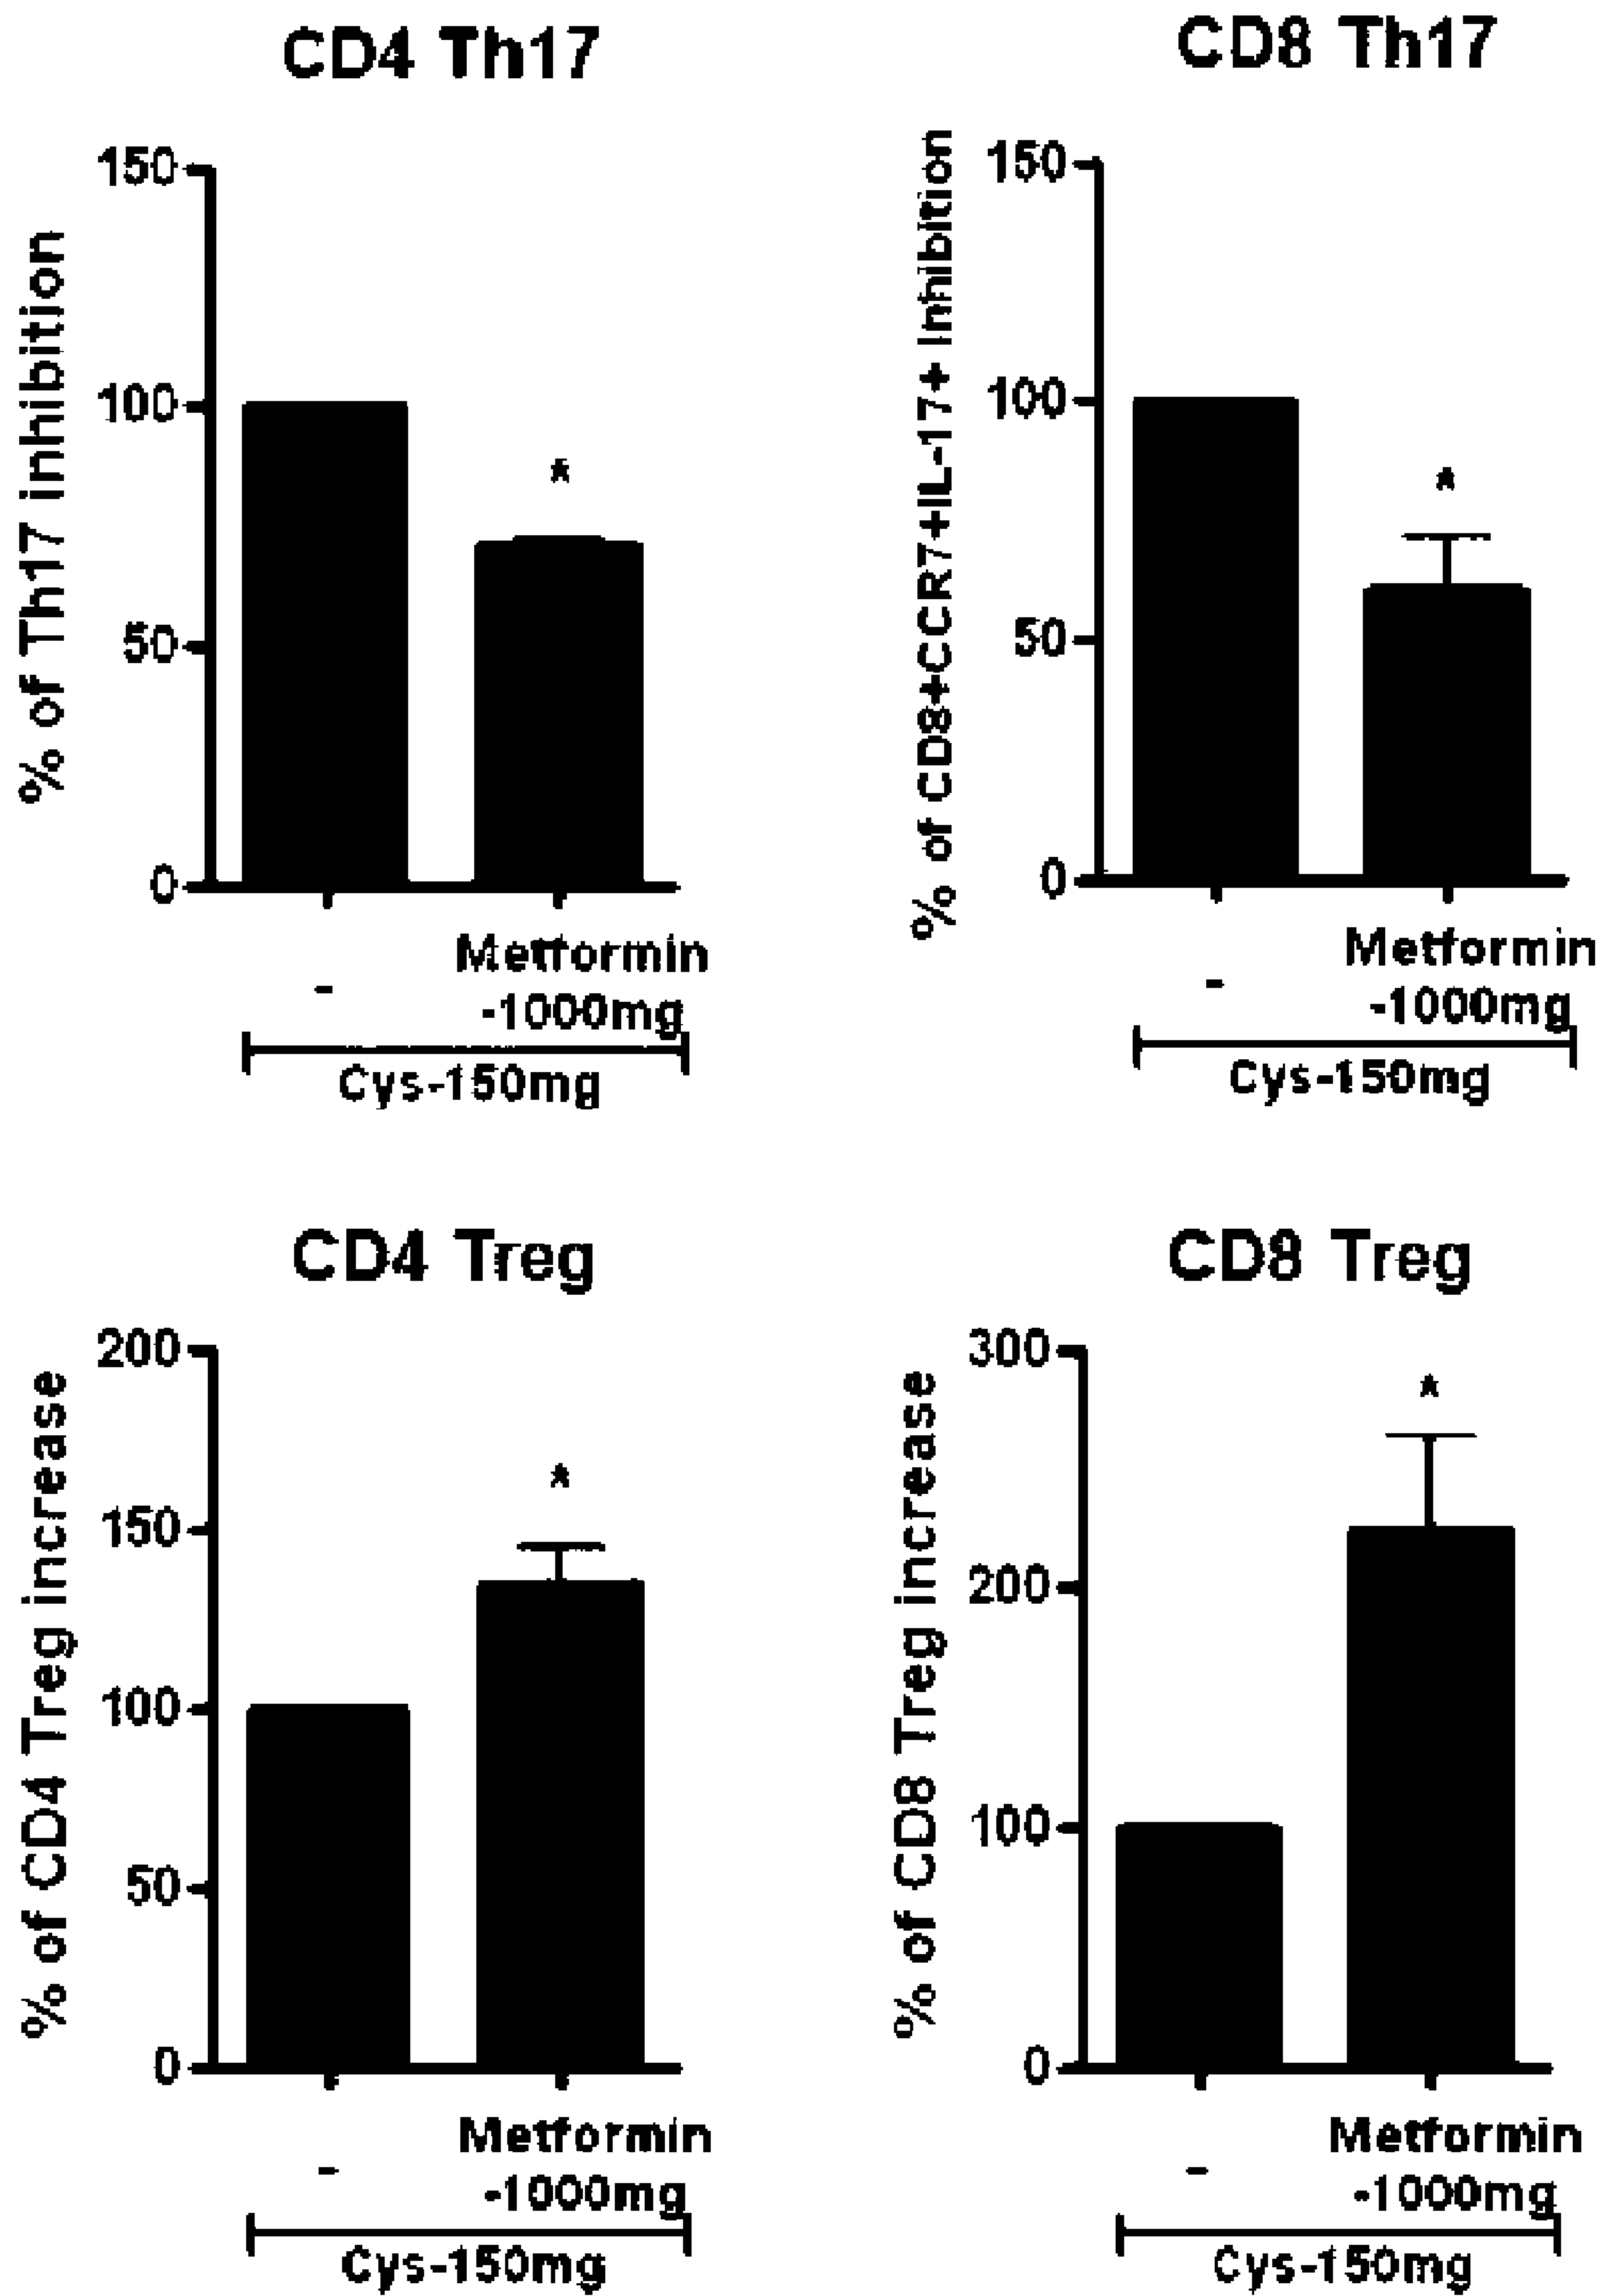 CD4 Th17
% of Th17 inhibition
150
100
50
0
*
-
Metformin
-1000mg
Cys-150mg
CD8 Th17
% of CD8+CCR7+IL-17+ Inhibition
150
100
50
0
*
-
Metformin
-1000mg
Cys-150mg
CD4 Treg
% of CD4 Treg increase
200
150
100
50
0
*
-
Metformin
-1000mg
Cys-150mg
CD8 Treg
% of CD8 Treg increase
300
200
100
0
*
-
Metformin
-1000mg
Cys-150mg